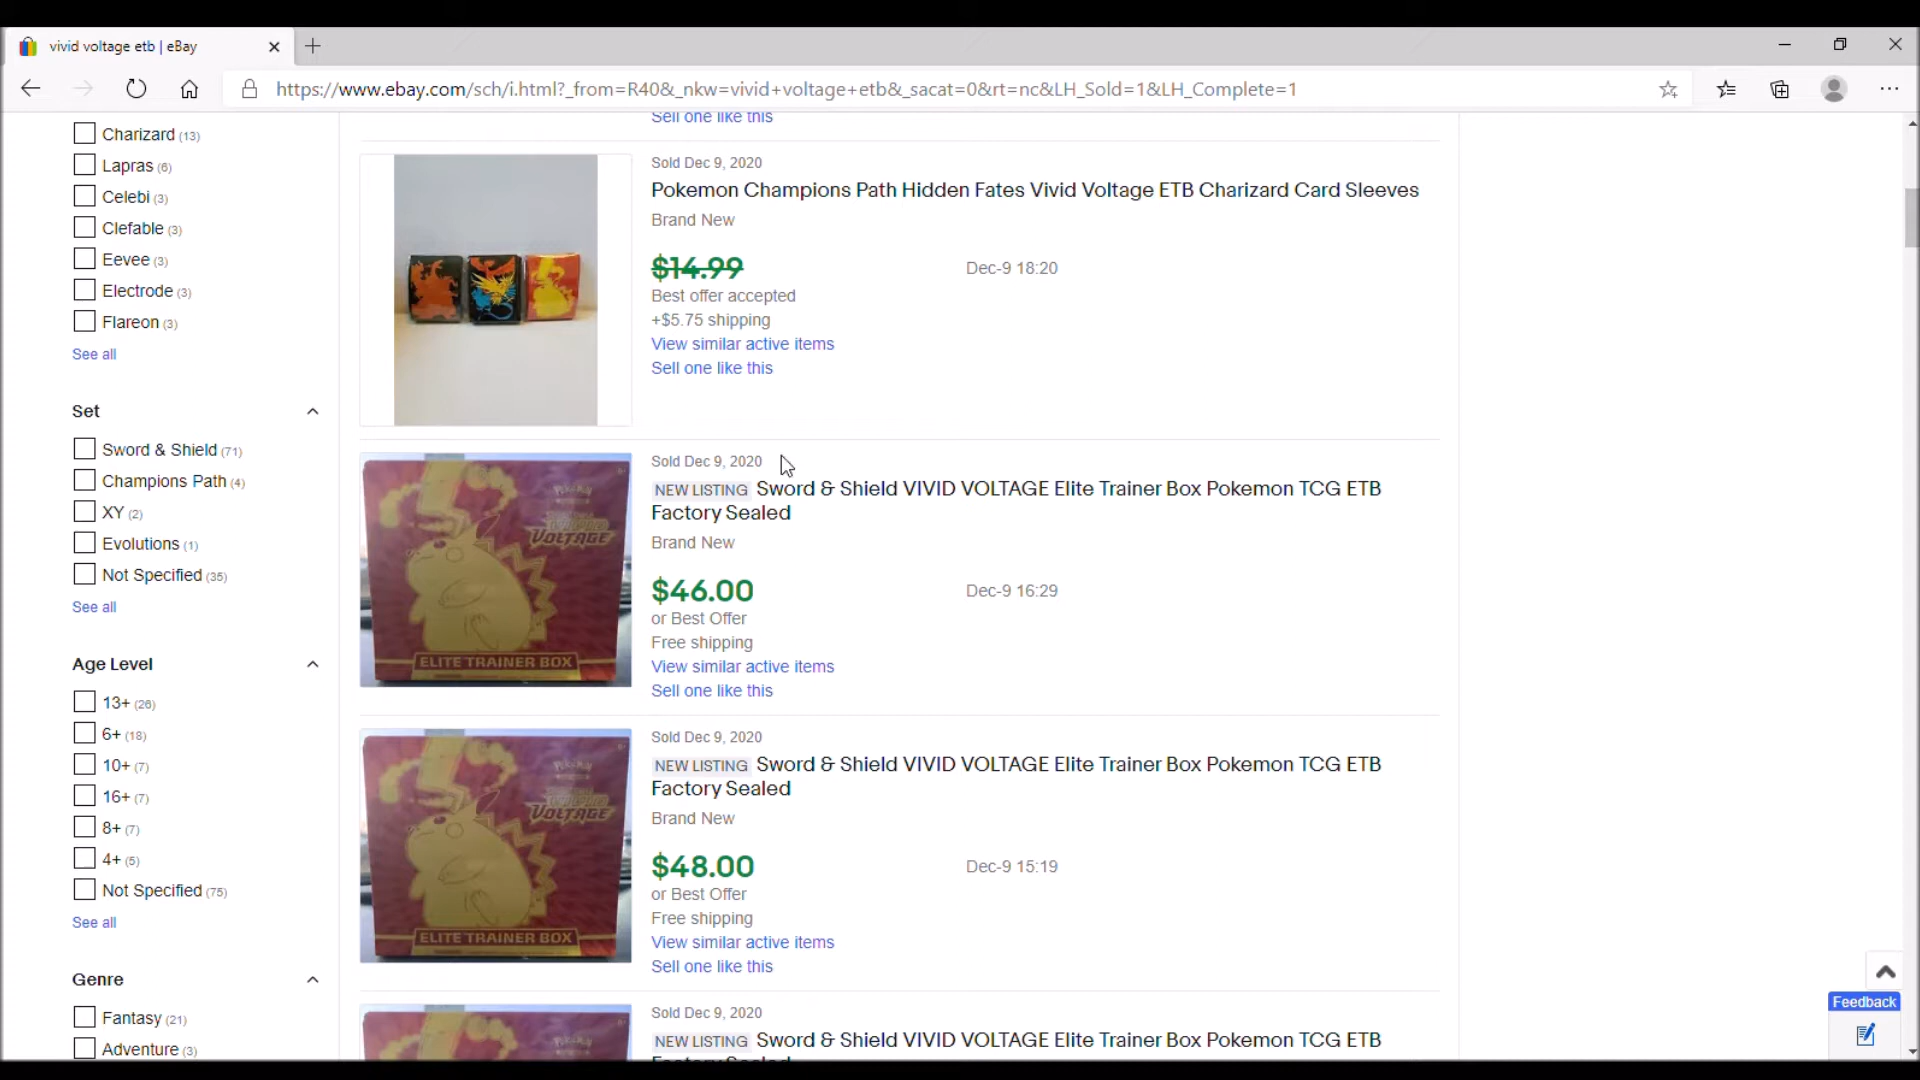 vivid voltage etb | eBay
https://www.ebay.com/sch/i.html?_from=R40&_nkw=vivid+voltage+etb&_sacat=0&rt=nc&LH_Sold=1&LH_Complete=1
Charizard (13)
Lapras (6)
Celebi (3)
Clefable (3)
Eevee (3)
Electrode (3)
Flareon (3)
See all
Set
Sword & Shield (71)
Champions Path (4)
XY (2)
Evolutions (1)
Not Specified (35)
See all
Age Level
13+ (26)
6+ (18)
10+ (7)
16+ (7)
8+ (7)
4+ (5)
Not Specified (75)
See all
Genre
Fantasy (21)
Adventure (3)
Sell one like this
Sold Dec 9, 2020
Pokemon Champions Path Hidden Fates Vivid Voltage ETB Charizard Card Sleeves
Brand New
$14.99
Dec-9 18:20
Best offer accepted
+$5.75 shipping
View similar active items
Sell one like this
VOLTAGE
ELITE TRAINER BOX
Sold Dec 9, 2020
NEW LISTING Sword & Shield VIVID VOLTAGE Elite Trainer Box Pokemon TCG ETB
Factory Sealed
Brand New
$46.00
Dec-9 16:29
or Best Offer
Free shipping
View similar active items
Sell one like this
VOLTAGE
ELITE TRAINER BOX
Sold Dec 9, 2020
NEW LISTING Sword & Shield VIVID VOLTAGE Elite Trainer Box Pokemon TCG ETB
Factory Sealed
Brand New
$48.00
Dec-9 15:19
or Best Offer
Free shipping
View similar active items
Sell one like this
Sold Dec 9, 2020
NEW LISTING Sword & Shield VIVID VOLTAGE Elite Trainer Box Pokemon TCG ETB
Factory Sealed
Feedback